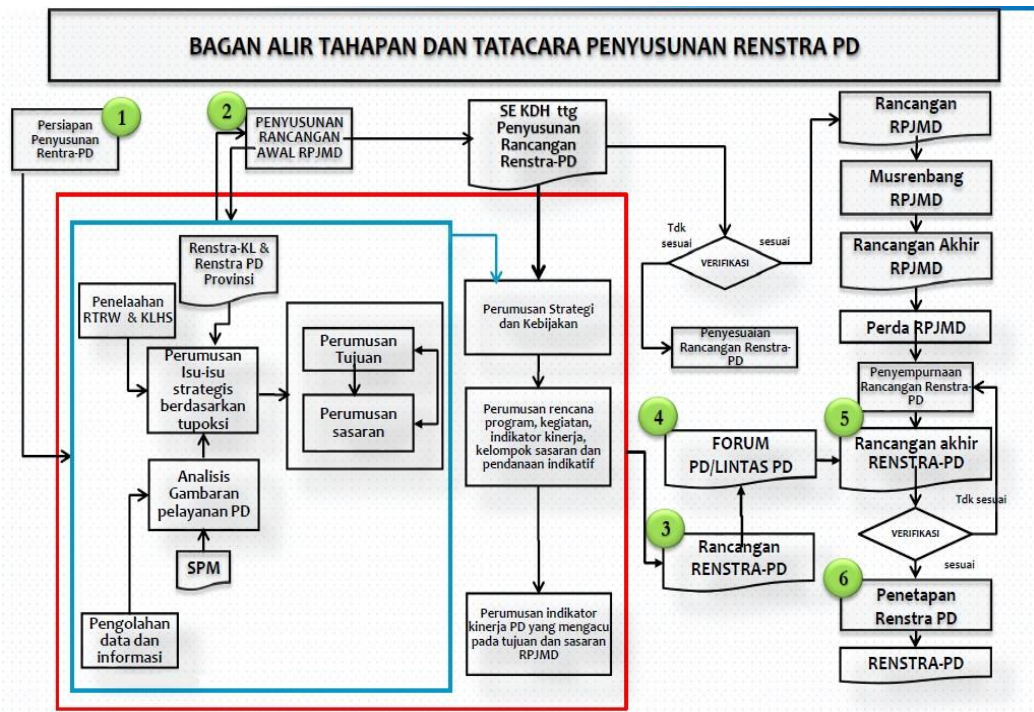 BAGAN ALIR TAHAPAN DAN TATACARA PENYUSUNAN RENSTRA PD
1
Persiapan
Penyusunan
Rentra-PD
2
PENYUSUNAN
RANCANGAN
AWAL RPJMD
SE KDH ttg
Penyusunan
Rancangan
Renstra-PD
Rancangan
RPJMD
Musrenbang
RPJMD
Rancangan Akhir
RPJMD
Perda RPJMD
Penyempurnaan
Rancangan Renstra-
PD
Tdk
sesuai
sesuai
VERIFIKASI
Penyesuaian
Rancangan Renstra-
PD
Renstra-KL &
Renstra PD
Provinsi
Penelaahan
RTRW & KLHS
Perumusan
Isu-isu
strategis
berdasarkan
tupoksi
Perumusan
Tujuan
Perumusan
sasaran
Analisis
Gambaran
pelayanan PD
SPM
Pengolahan
data dan
informasi
Perumusan Strategi
dan Kebijakan
Perumusan rencana
program, kegiatan,
indikator kinerja,
kelompok sasaran dan
pendanaan indikatif
Perumusan indikator
kinerja PD yang mengacu
pada tujuan dan sasaran
RPJMD
3
Rancangan
RENSTRA-PD
4
FORUM
PD/LINTAS PD
5
Rancangan akhir
RENSTRA-PD
Tdk sesuai
VERIFIKASI
sesuai
6
Penetapan
Renstra PD
RENSTRA-PD